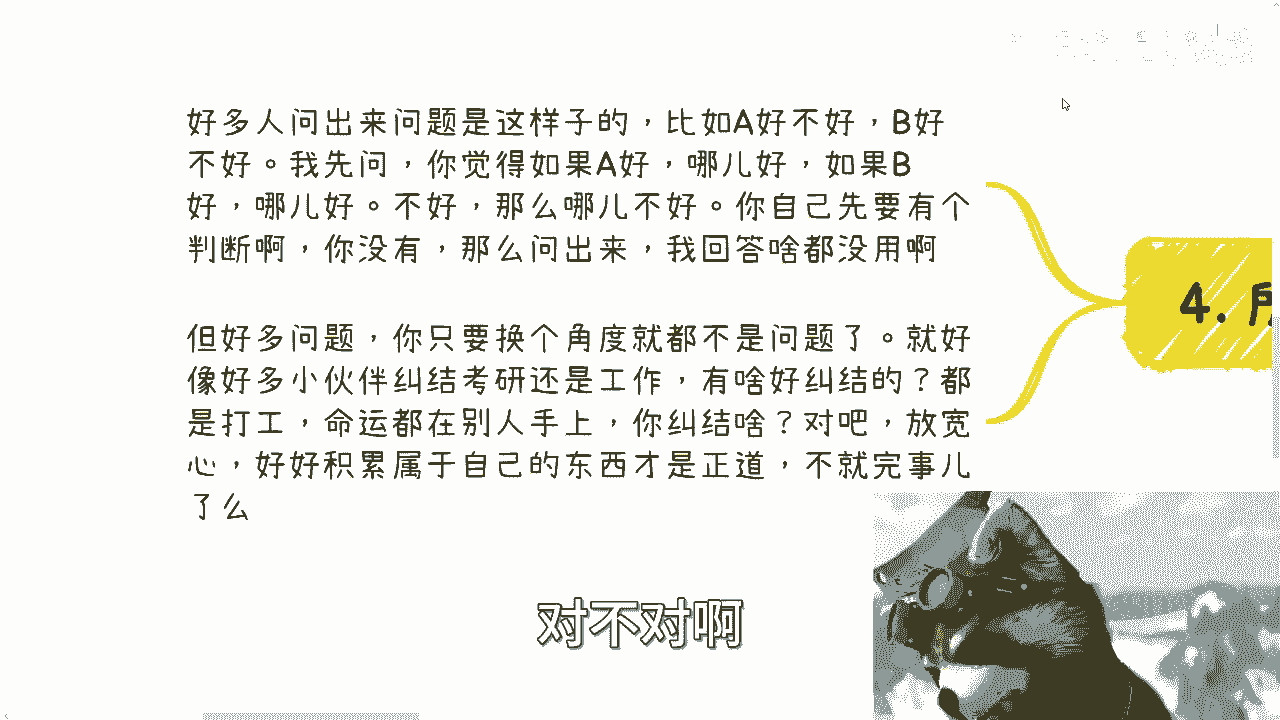 好多人问出来问题是这样子的，比如A好不好，B好
不好。我先问，你觉得如果A好，哪儿好，如果B
好，哪儿好。不好，那么哪儿不好。你自己先要有个
判断啊，你没有，那么问出来，我回答啥都没用啊
但好多问题，你只要换个角度就都不是问题了。就好
像好多小伙伴纠结考研还是工作，有啥好纠结的？都
是打工，命运都在别人手上，你纠结啥？对吧，放宽
心，好好积累属于自己的东西才是正道，不就完事儿
了么
4.
对不对啊